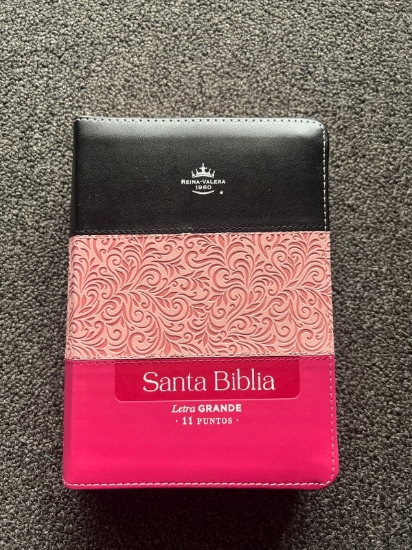 REINA-VALERA
1960
Santa Biblia
Letra GRANDE
· 11 PUNTOS ·